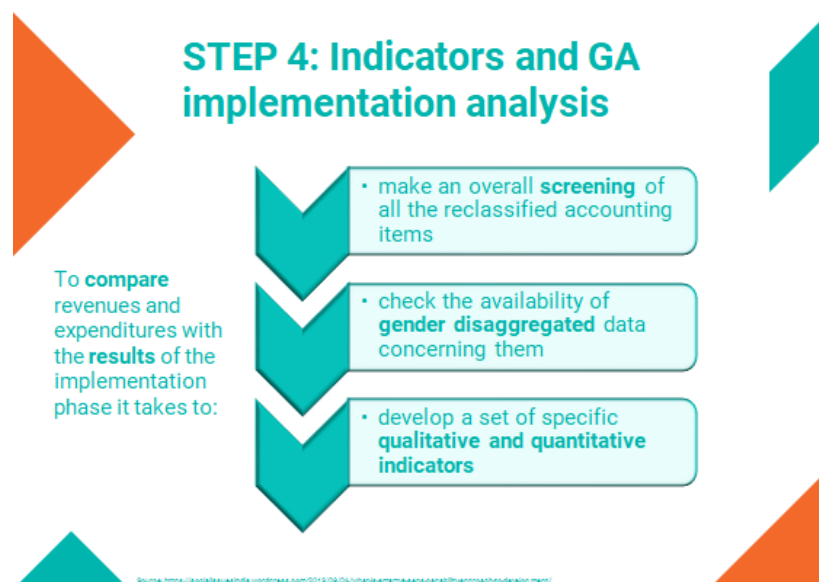 STEP 4: Indicators and GA
implementation analysis
To compare
revenues and
expenditures with
the results of the
implementation
phase it takes to:
• make an overall screening of
all the reclassified accounting
items
• check the availability of
gender disaggregated data
concerning them
• develop a set of specific
qualitative and quantitative
indicators